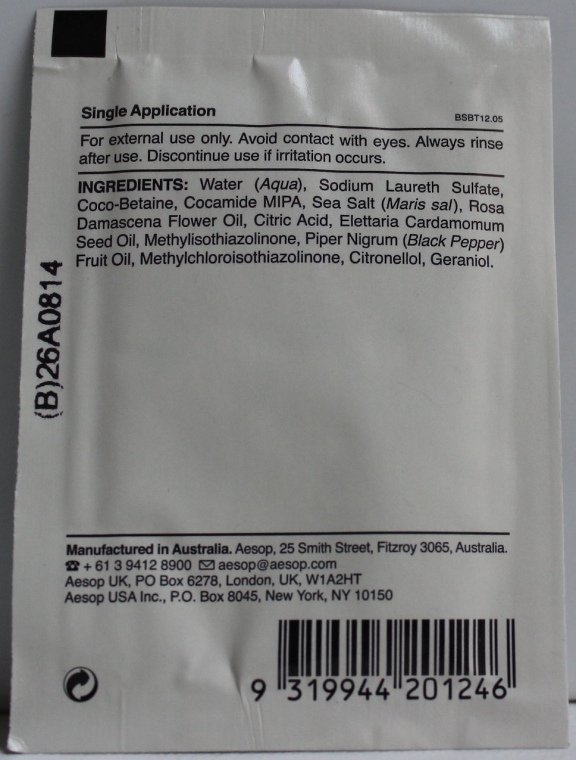 Single Application
BSBT12.05
For external use only. Avoid contact with eyes. Always rinse
after use. Discontinue use if irritation occurs.
INGREDIENTS: Water (Aqua), Sodium Laureth Sulfate,
Coco-Betaine, Cocamide MIPA, Sea Salt (Maris sal), Rosa
Damascena Flower Oil, Citric Acid, Elettaria Cardamomum
Seed Oil, Methylisothiazolinone, Piper Nigrum (Black Pepper)
Fruit Oil, Methylchloroisothiazolinone, Citronellol, Geraniol.
(B)26A0814
Manufactured in Australia. Aesop, 25 Smith Street, Fitzroy 3065, Australia.
☎ + 61 3 9412 8900 ✉ aesop@aesop.com
Aesop UK, PO Box 6278, London, UK, W1A2HT
Aesop USA Inc., P.O. Box 8045, New York, NY 10150
9 319944 201246